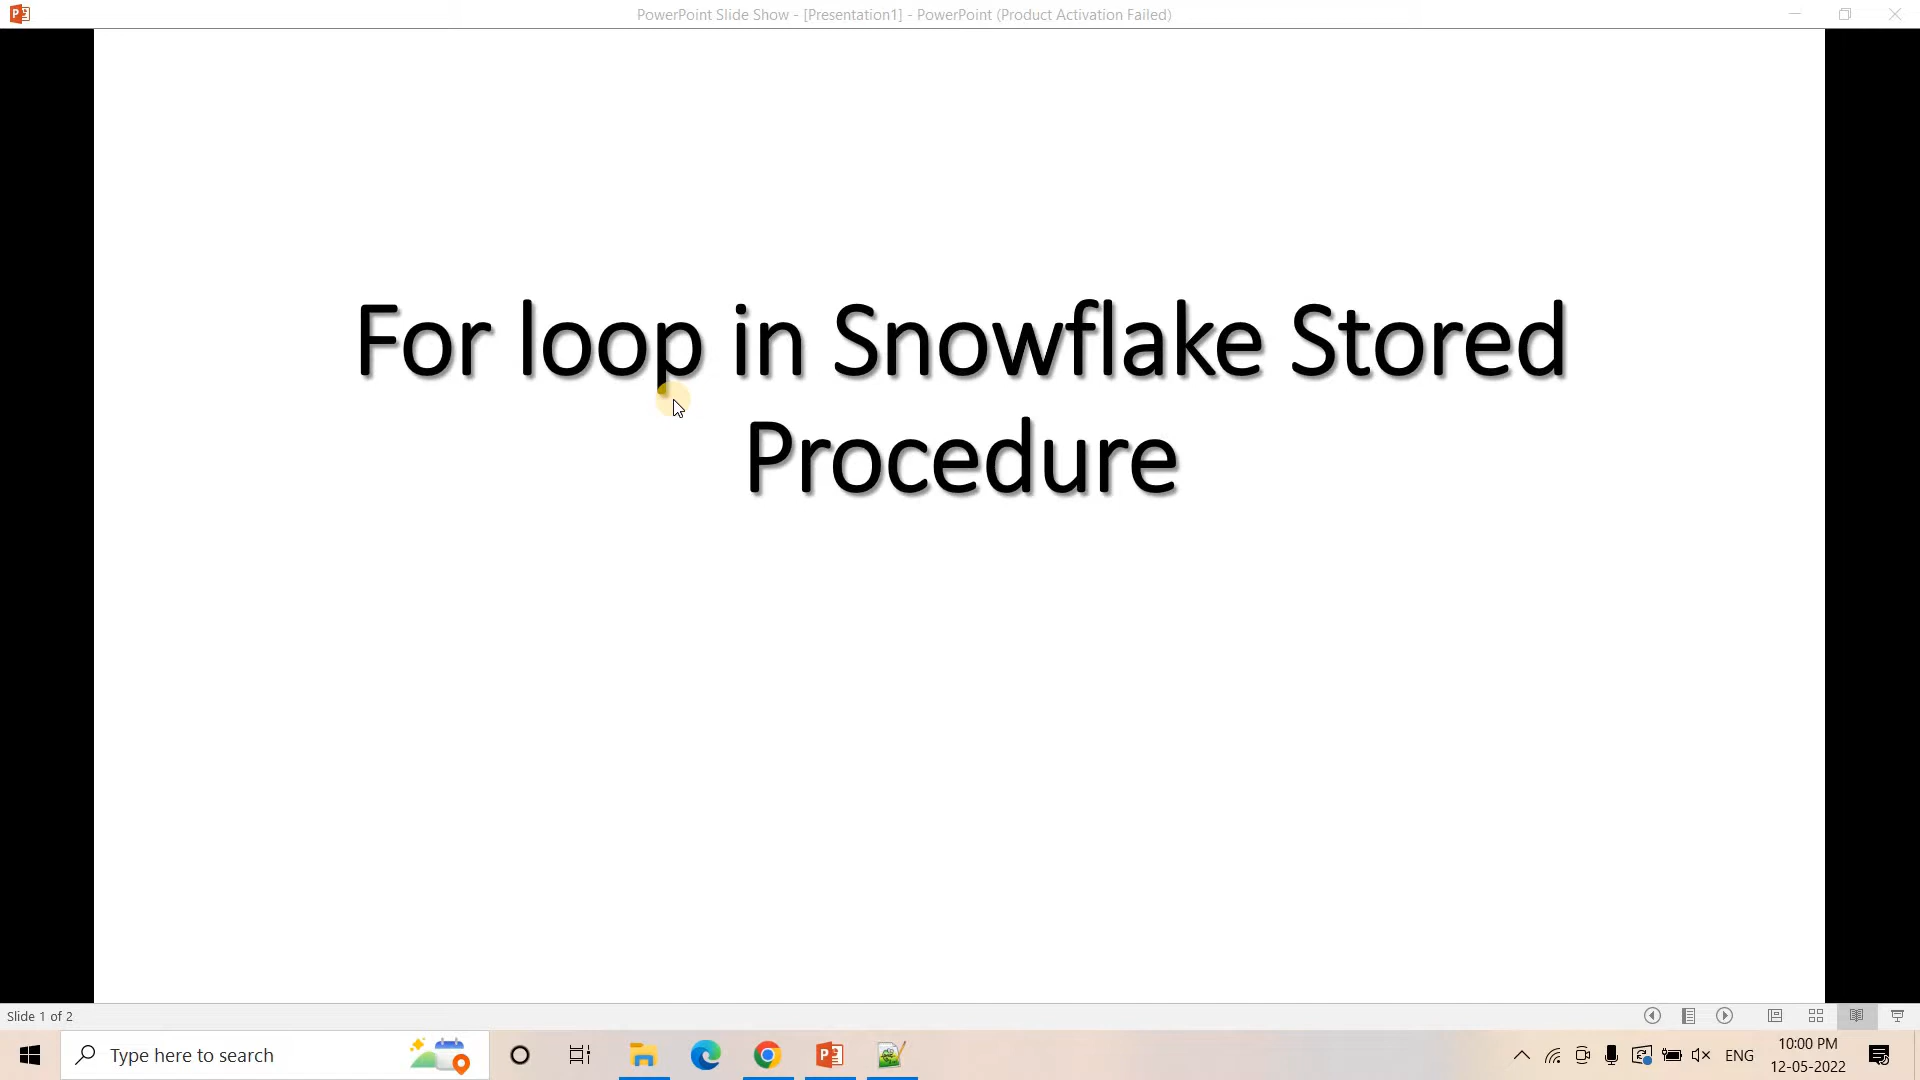 PowerPoint Slide Show - [Presentation1] - PowerPoint (Product Activation Failed)
For loop in Snowflake Stored
Procedure
Slide 1 of 2
Type here to search
ENG
10:00 PM
12-05-2022